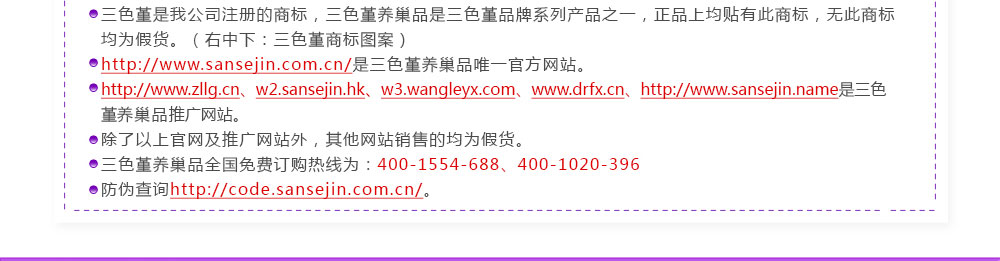 三色堇是我公司注册的商标，三色堇养巢品是三色堇品牌系列产品之一，正品上均贴有此商标，无此商标
均为假货。（右中下：三色堇商标图案）
http://www.sansejin.com.cn/是三色堇养巢品唯一官方网站。
http://www.zllg.cn、w2.sansejin.hk、w3.wangleyx.com、www.drfx.cn、http://www.sansejin.name是三色
堇养巢品推广网站。
除了以上官网及推广网站外，其他网站销售的均为假货。
三色堇养巢品全国免费订购热线为：400-1554-688、400-1020-396
防伪查询http://code.sansejin.com.cn/。